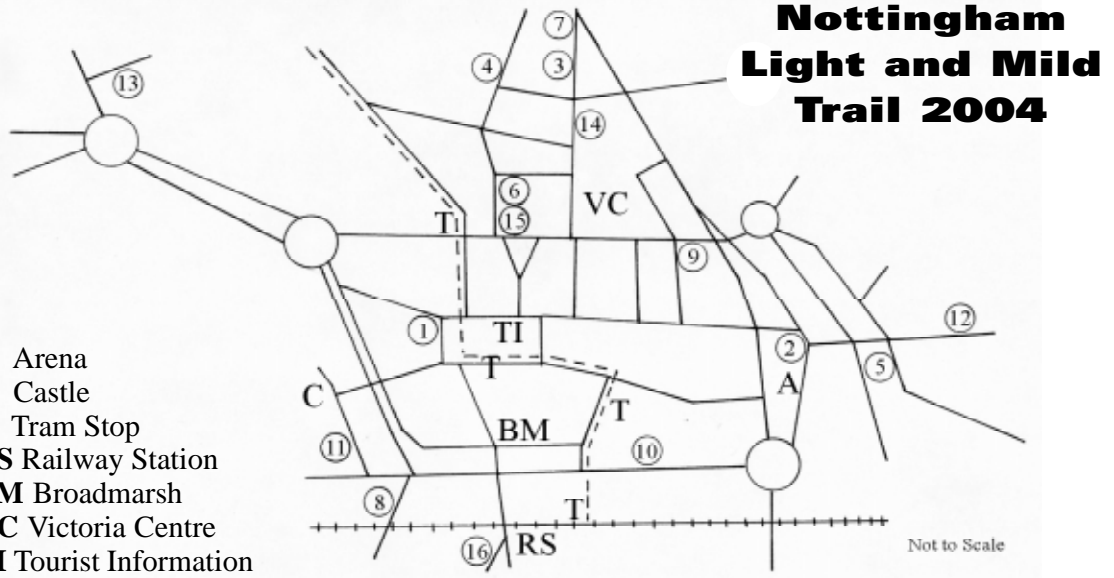 Nottingham
Light and Mild
Trail 2004
7
4
3
13
14
6
VC
15
T
9
12
1
TI
2
T
5
Arena
A
Castle
C
T
Tram Stop
BM
11
10
S Railway Station
M Broadmarsh
8
T
C Victoria Centre
RS
16
Not to Scale
I Tourist Information